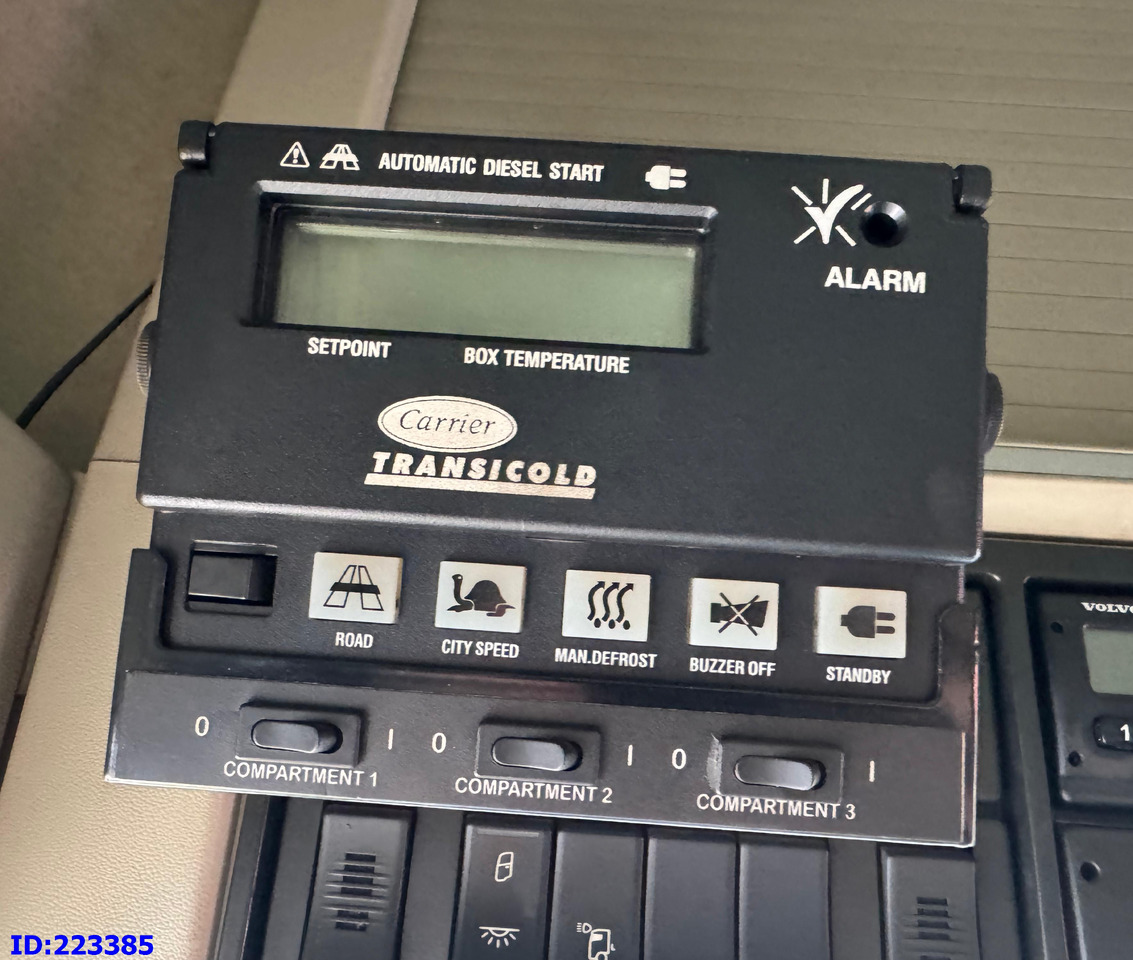 AUTOMATIC DIESEL START
ALARM
SETPOINT BOX TEMPERATURE
Carrier
TRANSICOLD
ROAD CITY SPEED MAN.DEFROST BUZZER OFF STANDBY
VOLVO
0 I 0 I 0 I
COMPARTMENT 1 COMPARTMENT 2 COMPARTMENT 3
1
ID:223385